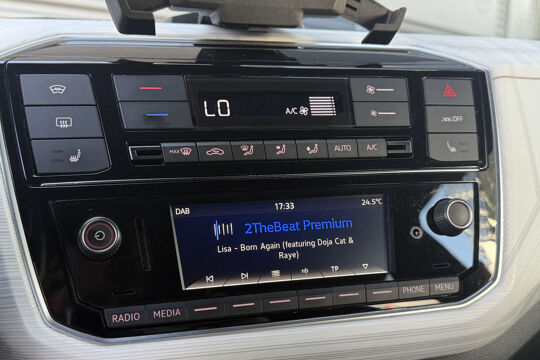 LO
A/C
OFF
MAX
AUTO
A/C
DAB
17:33
24.5°C
2TheBeat Premium
Lisa - Born Again (featuring Doja Cat &
Raye)
TP
RADIO
MEDIA
PHONE
MENU